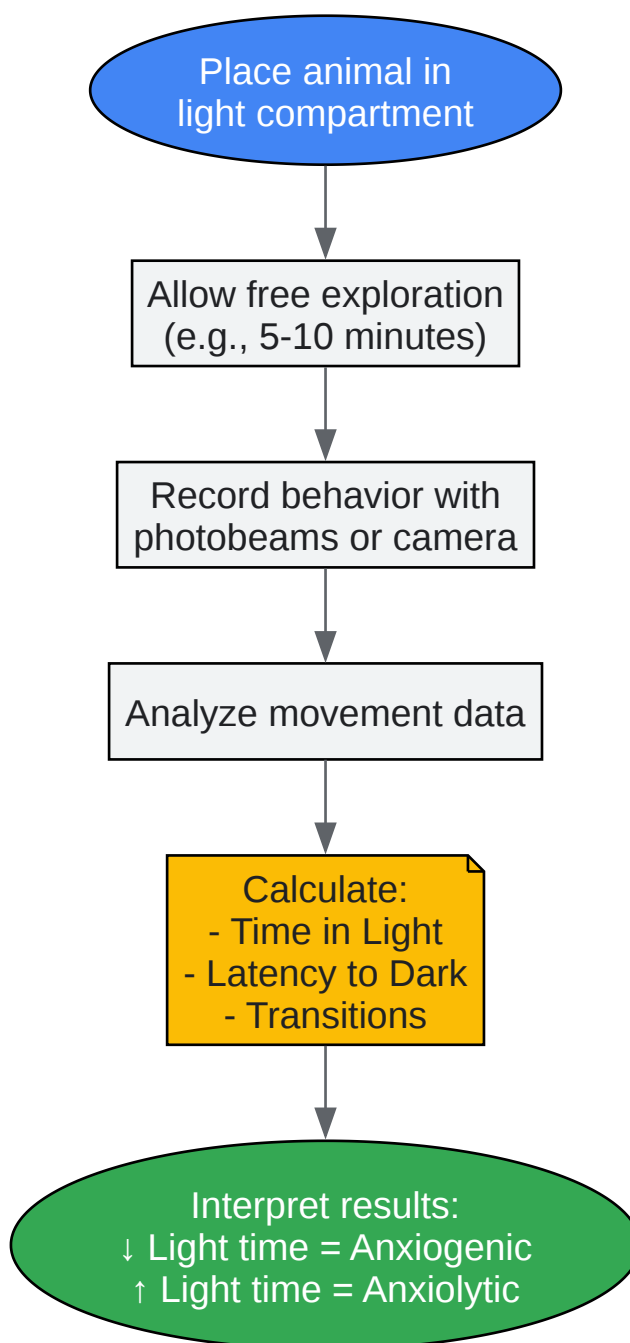 Place animal in
light compartment
Allow free exploration
(e.g., 5-10 minutes)
Record behavior with
photobeams or camera
Analyze movement data
Calculate:
- Time in Light
- Latency to Dark
- Transitions
Interpret results:
↓ Light time = Anxiogenic
↑ Light time = Anxiolytic